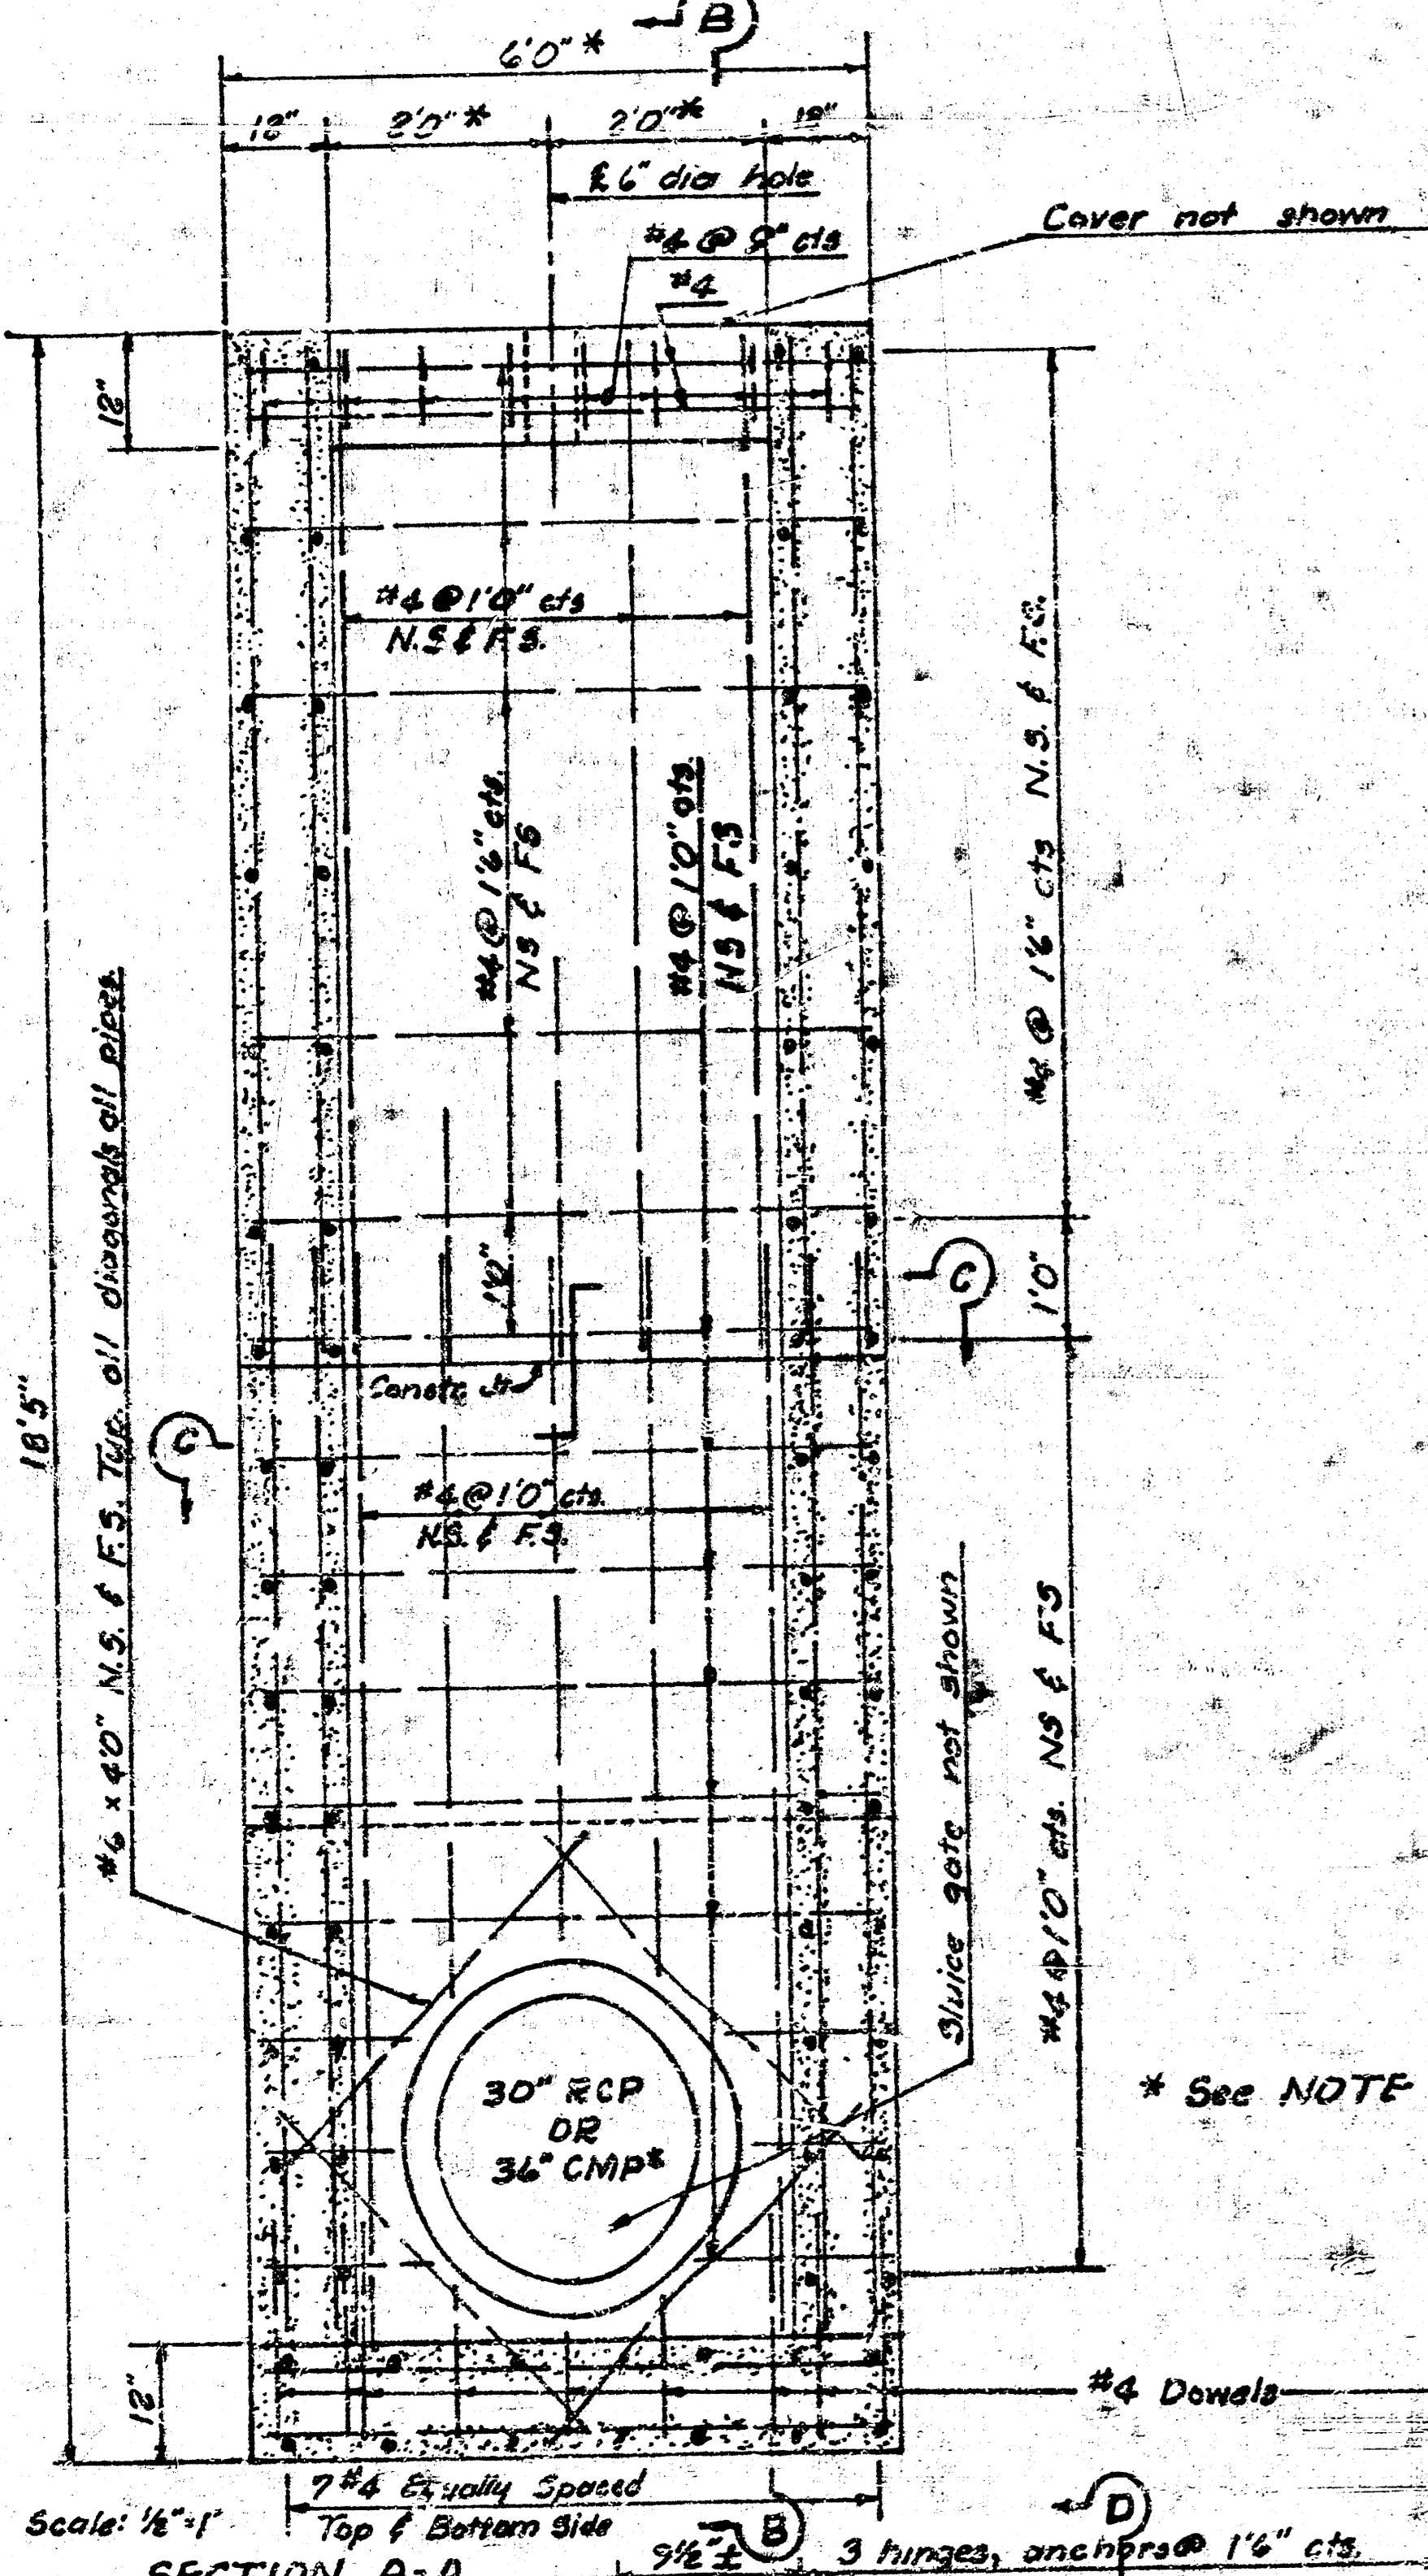 B
6'0" *
12" 2'0" * 2'0" * 12"
℄ 6" dia hole
Cover not shown
#4 @ 9" cts
#4
12"
#4 @ 1'0" cts
N.S. & F.S.
#4 @ 1'6" cts N.S. & F.S.
#4 @ 1'6" cts.
NS & FS
#4 @ 1'0" cts.
NS & FS
#6 x 4'0" N.S. & F.S. Typ. all diagonals all pipes.
1'0"
C
1'0"
Constr. Jt
18'5"
C
#4 @ 1'0" cts.
N.S. & F.S.
Sluice gate not shown
#4 @ 1'0" cts. NS & FS
30" RCP
OR
36" CMP*
* See NOTE
12"
#4 Dowels
7 #4 Equally Spaced
Top & Bottom Side
Scale: ½"=1'
B
D
9½"±
3 hinges, anchors @ 1'6" cts.
SECTION A-A